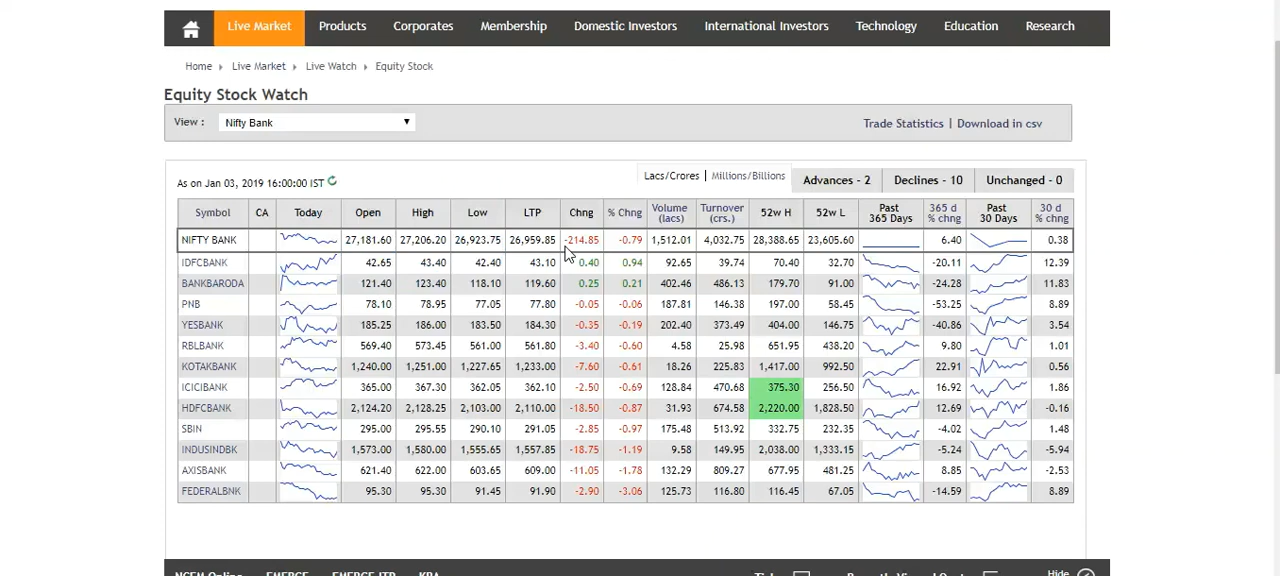 Live Market Products Corporates Membership Domestic Investors International Investors Technology Education Research
Home Live Market Live Watch Equity Stock
Equity Stock Watch
View : Nifty Bank Trade Statistics | Download in csv
As on Jan 03, 2019 16:00:00 IST Lacs/Crores | Millions/Billions Advances - 2 Declines - 10 Unchanged - 0
Symbol CA Today Open High Low LTP Chng % Chng Volume (lacs) Turnover (crs.) 52w H 52w L Past 365 Days 365 d % chng Past 30 Days 30 d % chng
NIFTY BANK 27,181.60 27,206.20 26,923.75 26,959.85 -214.85 -0.79 1,512.01 4,032.75 28,388.65 23,605.60 6.40 0.38
IDFCBANK 42.65 43.40 42.40 43.10 0.40 0.94 92.65 39.74 70.40 32.70 -20.11 12.39
BANKBARODA 121.40 123.40 118.10 119.60 0.25 0.21 402.46 486.13 179.70 91.00 -24.28 11.83
PNB 78.10 78.95 77.05 77.80 -0.05 -0.06 187.81 146.38 197.00 58.45 -53.25 8.89
YESBANK 185.25 186.00 183.50 184.30 -0.35 -0.19 202.40 373.49 404.00 146.75 -40.86 3.54
RBLBANK 569.40 573.45 561.00 561.80 -3.40 -0.60 4.58 25.98 651.95 438.20 9.80 1.01
KOTAKBANK 1,240.00 1,251.00 1,227.65 1,233.00 -7.60 -0.61 18.26 225.83 1,417.00 992.50 22.91 0.56
ICICIBANK 365.00 367.30 362.05 362.10 -2.50 -0.69 128.84 470.68 375.30 256.50 16.92 1.86
HDFCBANK 2,124.20 2,128.25 2,103.00 2,110.00 -18.50 -0.87 31.93 674.58 2,220.00 1,828.50 12.69 -0.16
SBIN 295.00 295.55 290.10 291.05 -2.85 -0.97 175.48 513.92 332.75 232.35 -4.02 1.48
INDUSINDBK 1,573.00 1,580.00 1,555.65 1,557.85 -18.75 -1.19 9.58 149.95 2,038.00 1,333.15 -5.24 -5.94
AXISBANK 621.40 622.00 603.65 609.00 -11.05 -1.78 132.29 809.27 677.95 481.25 8.85 -2.53
FEDERALBNK 95.30 95.30 91.45 91.90 -2.90 -3.06 125.73 116.80 116.45 67.05 -14.59 8.89
Hide